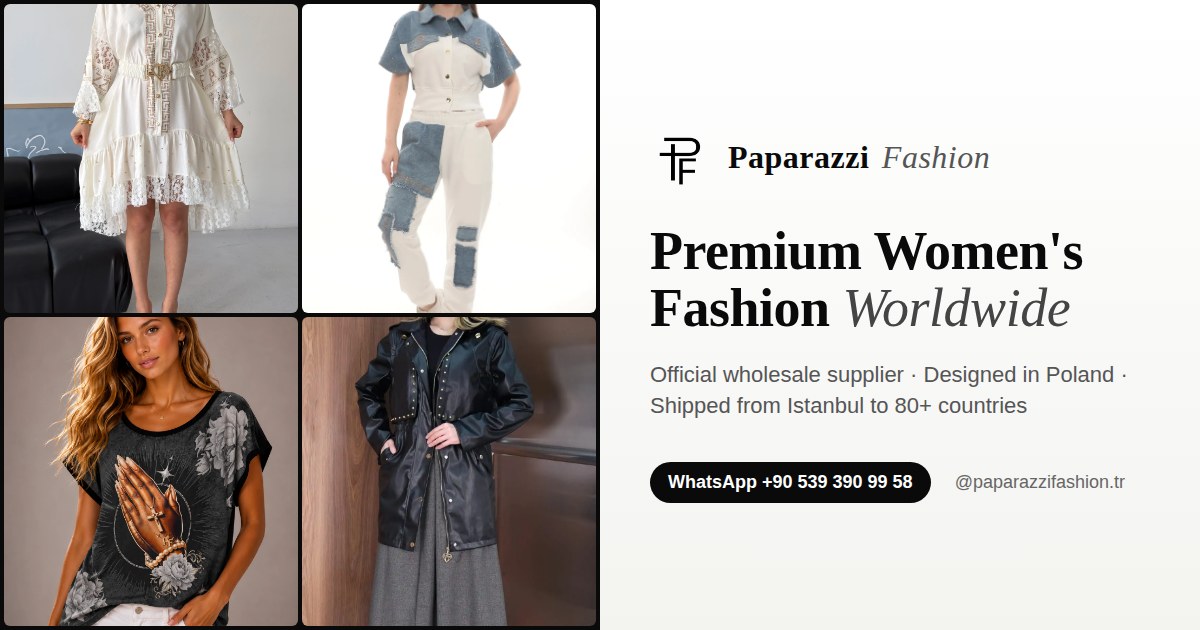 Paparazzi Fashion
Premium Women's
Fashion Worldwide
Official wholesale supplier · Designed in Poland ·
Shipped from Istanbul to 80+ countries
WhatsApp +90 539 390 99 58
@paparazzifashion.tr